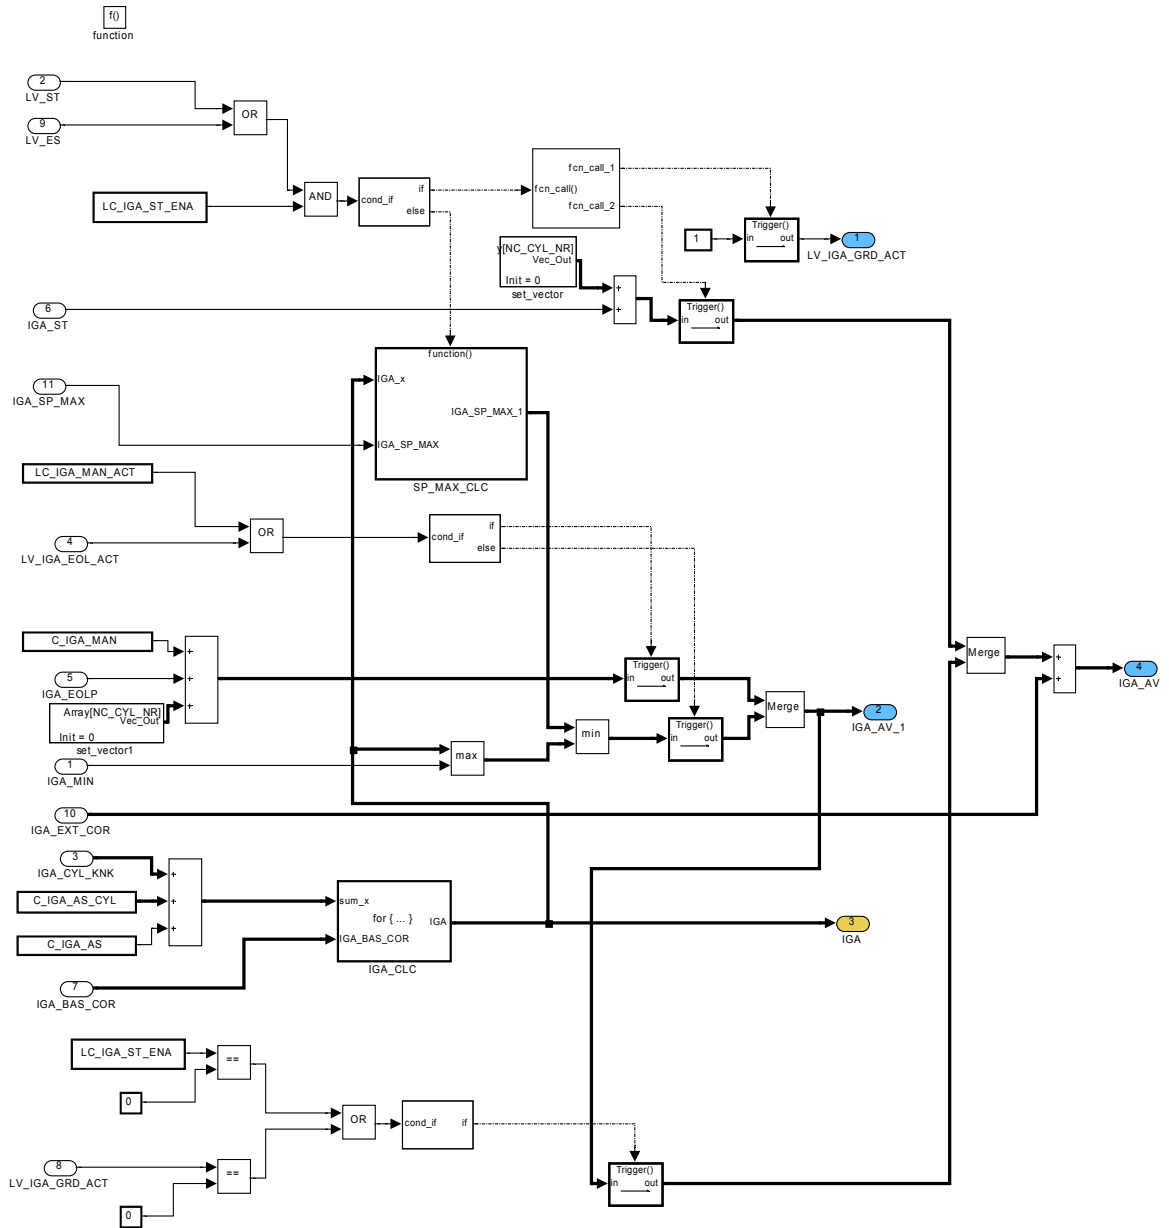 f()
function
2
LV_ST
OR
9
LV_ES
fcn_call_1
fcn_call()
fcn_call_2
if
cond_if
else
AND
LC_IGA_ST_ENA
Trigger()
in out
1
1
LV_IGA_GRD_ACT
y[NC_CYL_NR]
Vec_Out
Init = 0
set_vector
+
+
6
IGA_ST
Trigger()
in out
function()
IGA_x
IGA_SP_MAX_1
IGA_SP_MAX
SP_MAX_CLC
11
IGA_SP_MAX
LC_IGA_MAN_ACT
OR
4
LV_IGA_EOL_ACT
if
cond_if
else
C_IGA_MAN
+
+
+
5
IGA_EOLP
Array[NC_CYL_NR]
Vec_Out
Init = 0
set_vector1
Trigger()
in out
Merge
Merge
+
+
4
IGA_AV
2
IGA_AV_1
Trigger()
in out
min
max
1
IGA_MIN
10
IGA_EXT_COR
3
IGA_CYL_KNK
+
+
+
C_IGA_AS_CYL
C_IGA_AS
sum_x
for { ... }
IGA
IGA_BAS_COR
IGA_CLC
3
IGA
7
IGA_BAS_COR
LC_IGA_ST_ENA
==
0
OR
cond_if if
8
LV_IGA_GRD_ACT
==
0
Trigger()
in out